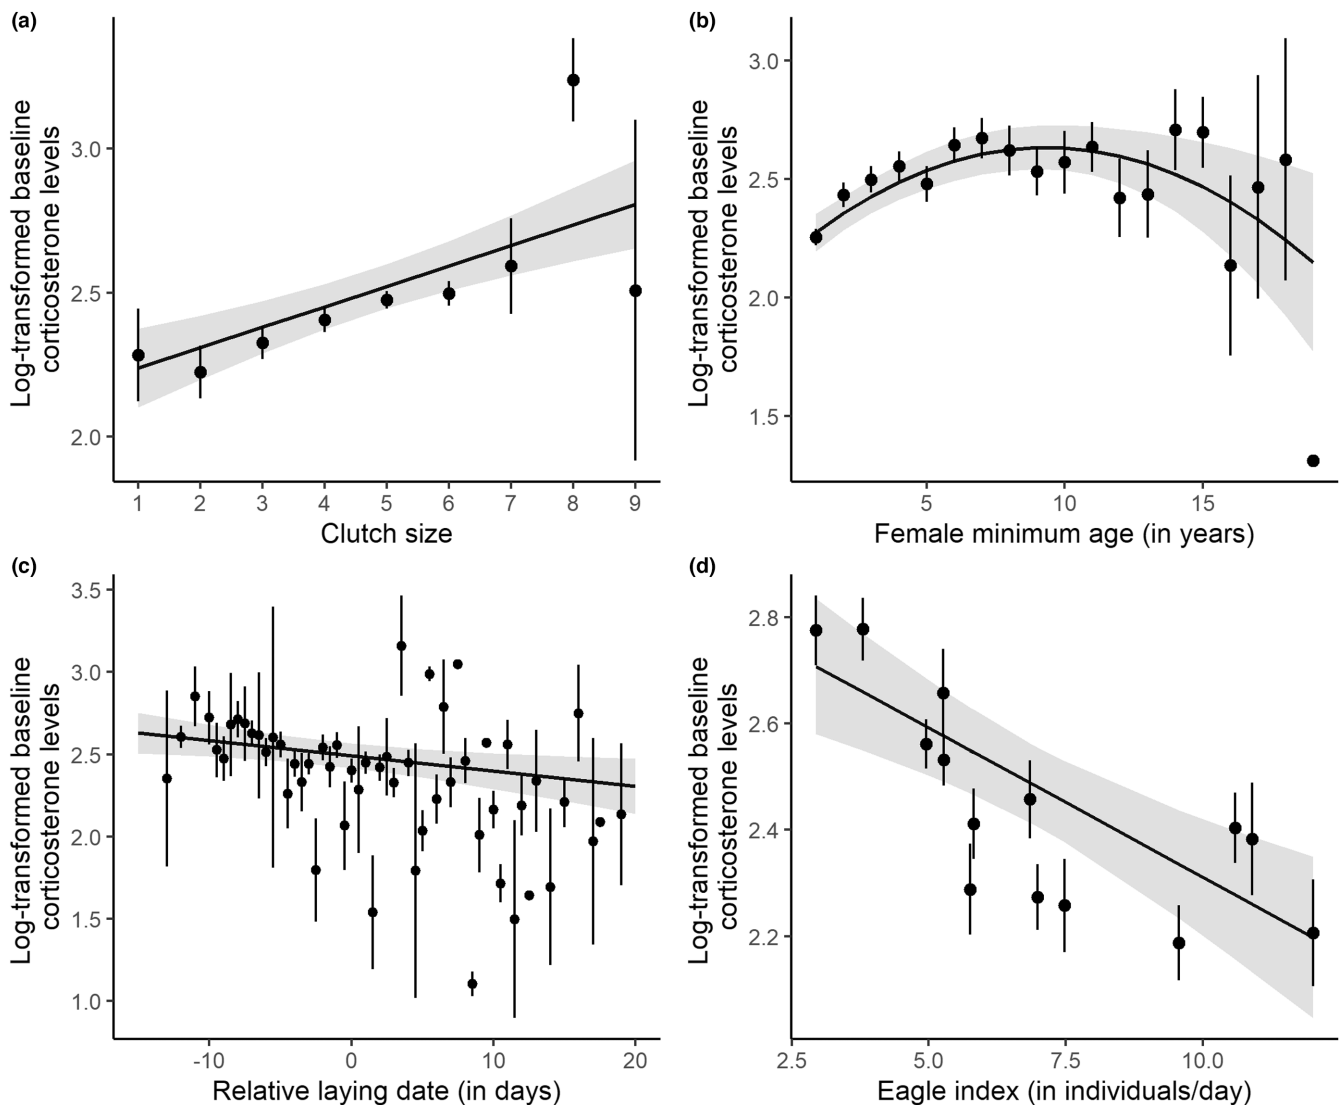 (a)
Log-transformed baseline
corticosterone levels
3.0
2.5
2.0
1 2 3 4 5 6 7 8 9
Clutch size
(b)
Log-transformed baseline
corticosterone levels
3.0
2.5
2.0
1.5
5 10 15
Female minimum age (in years)
(c)
Log-transformed baseline
corticosterone levels
3.5
3.0
2.5
2.0
1.5
1.0
-10 0 10 20
Relative laying date (in days)
(d)
Log-transformed baseline
corticosterone levels
2.8
2.6
2.4
2.2
2.5 5.0 7.5 10.0
Eagle index (in individuals/day)